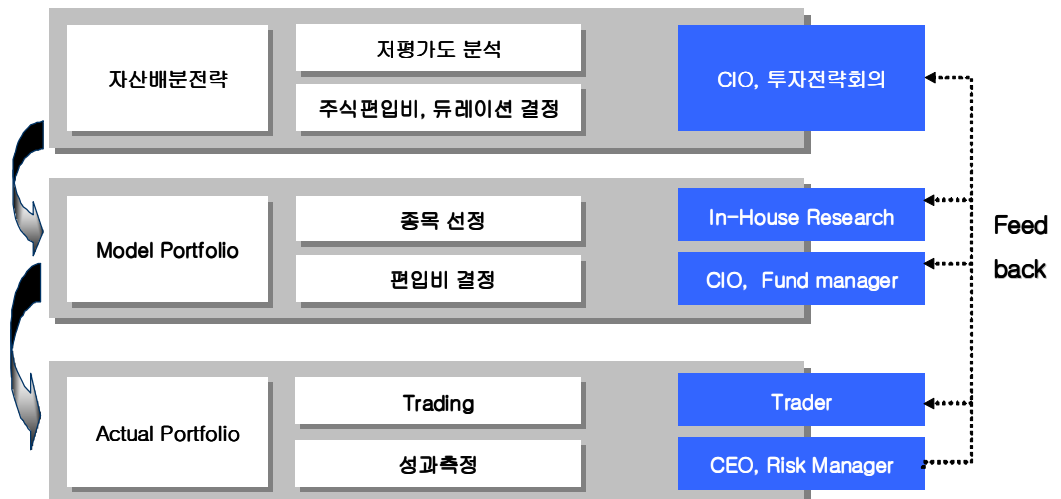 자산배분전략
저평가도 분석
주식편입비, 듀레이션 결정
CIO, 투자전략회의
Model Portfolio
종목 선정
편입비 결정
In-House Research
CIO, Fund manager
Feed
back
Actual Portfolio
Trading
성과측정
Trader
CEO, Risk Manager